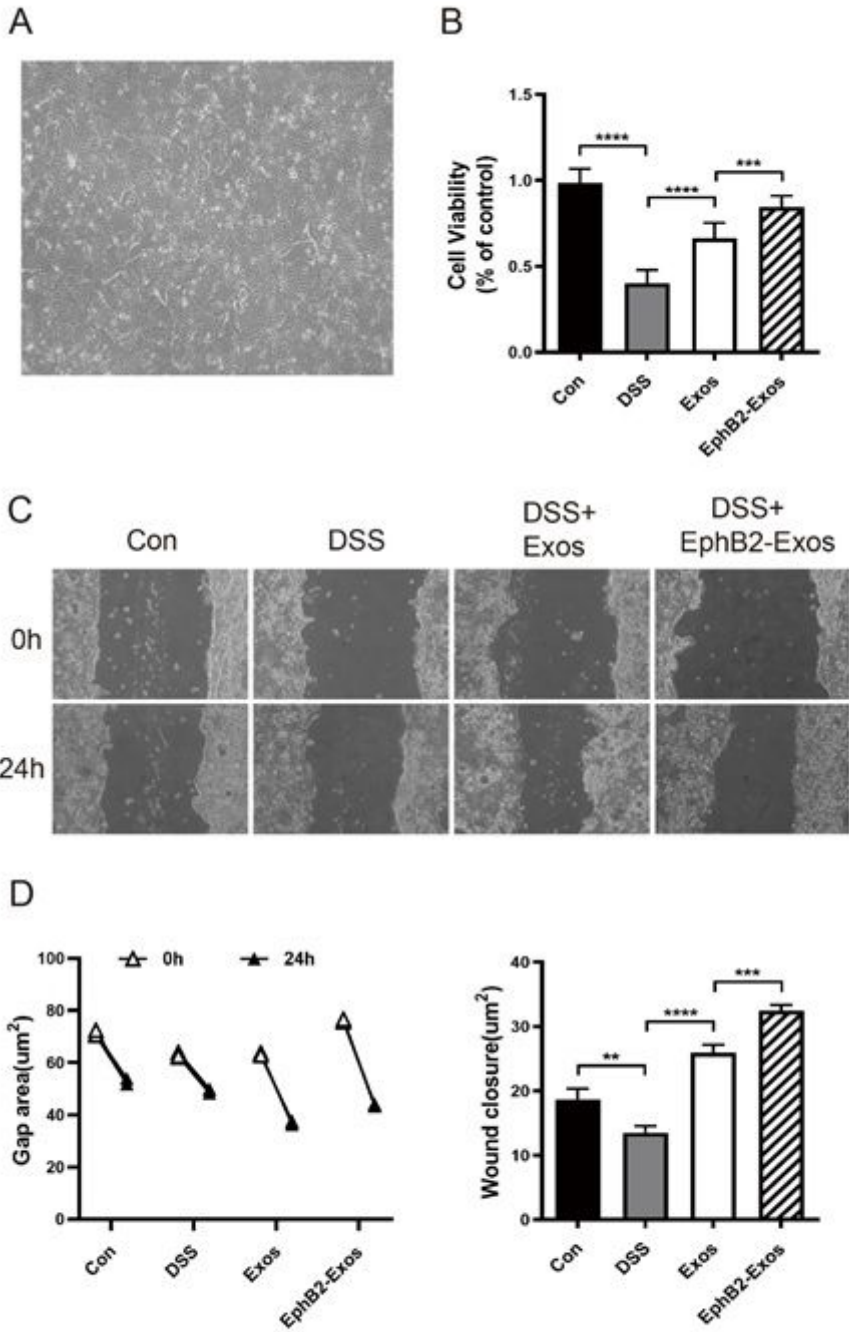 A
B
Cell Viability
(% of control)
1.5
1.0
0.5
0.0
****
****
***
Con
DSS
Exos
EphB2-Exos
C
Con
DSS
DSS+
Exos
DSS+
EphB2-Exos
0h
24h
D
Gap area(um²)
100
80
60
40
20
0
0h
24h
Con
DSS
Exos
EphB2-Exos
Wound closure(um²)
40
30
20
10
0
**
****
***
Con
DSS
Exos
EphB2-Exos